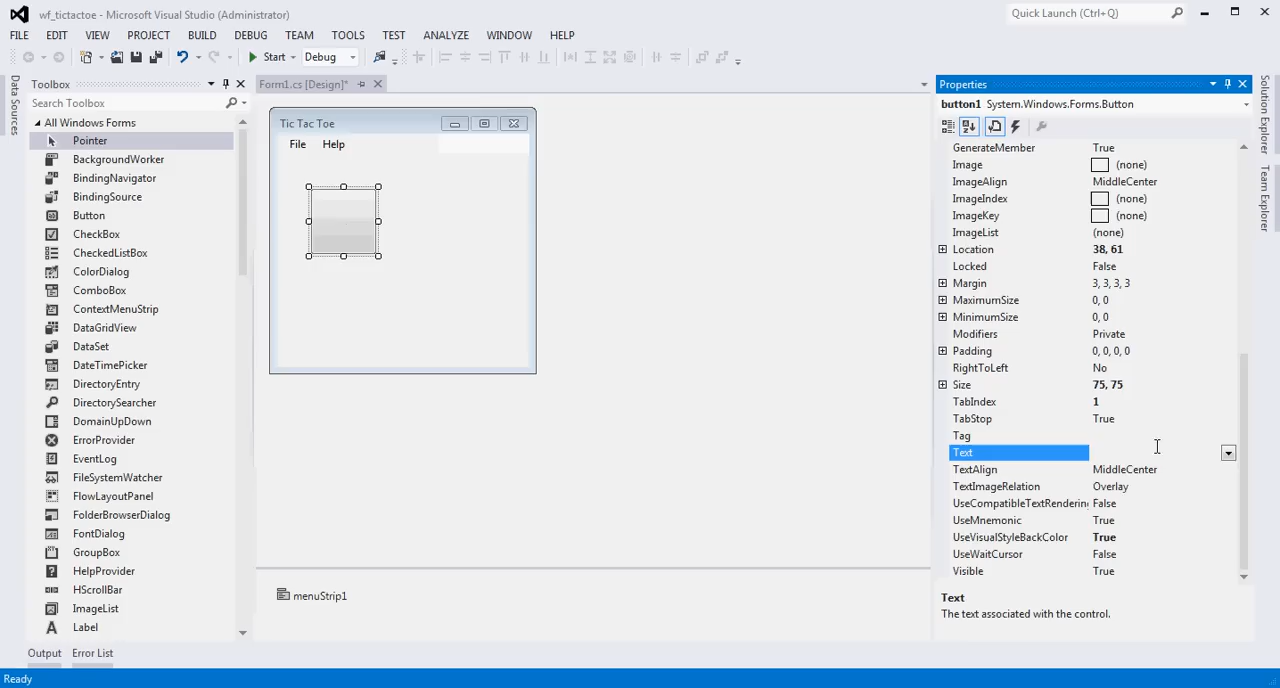 wf_tictactoe - Microsoft Visual Studio (Administrator)
Quick Launch (Ctrl+Q)
FILE EDIT VIEW PROJECT BUILD DEBUG TEAM TOOLS TEST ANALYZE WINDOW HELP
Start Debug
Data Sources
Toolbox
Search Toolbox
All Windows Forms
Pointer
BackgroundWorker
BindingNavigator
BindingSource
Button
CheckBox
CheckedListBox
ColorDialog
ComboBox
ContextMenuStrip
DataGridView
DataSet
DateTimePicker
DirectoryEntry
DirectorySearcher
DomainUpDown
ErrorProvider
EventLog
FileSystemWatcher
FlowLayoutPanel
FolderBrowserDialog
FontDialog
GroupBox
HelpProvider
HScrollBar
ImageList
A Label
Output Error List
Form1.cs [Design]*
Tic Tac Toe
File Help
menuStrip1
Properties
button1 System.Windows.Forms.Button
GenerateMember True
Image (none)
ImageAlign MiddleCenter
ImageIndex (none)
ImageKey (none)
ImageList (none)
Location 38, 61
Locked False
Margin 3, 3, 3, 3
MaximumSize 0, 0
MinimumSize 0, 0
Modifiers Private
Padding 0, 0, 0, 0
RightToLeft No
Size 75, 75
TabIndex 1
TabStop True
Tag
Text
TextAlign MiddleCenter
TextImageRelation Overlay
UseCompatibleTextRendering False
UseMnemonic True
UseVisualStyleBackColor True
UseWaitCursor False
Visible True
Text
The text associated with the control.
Solution Explorer
Team Explorer
Ready